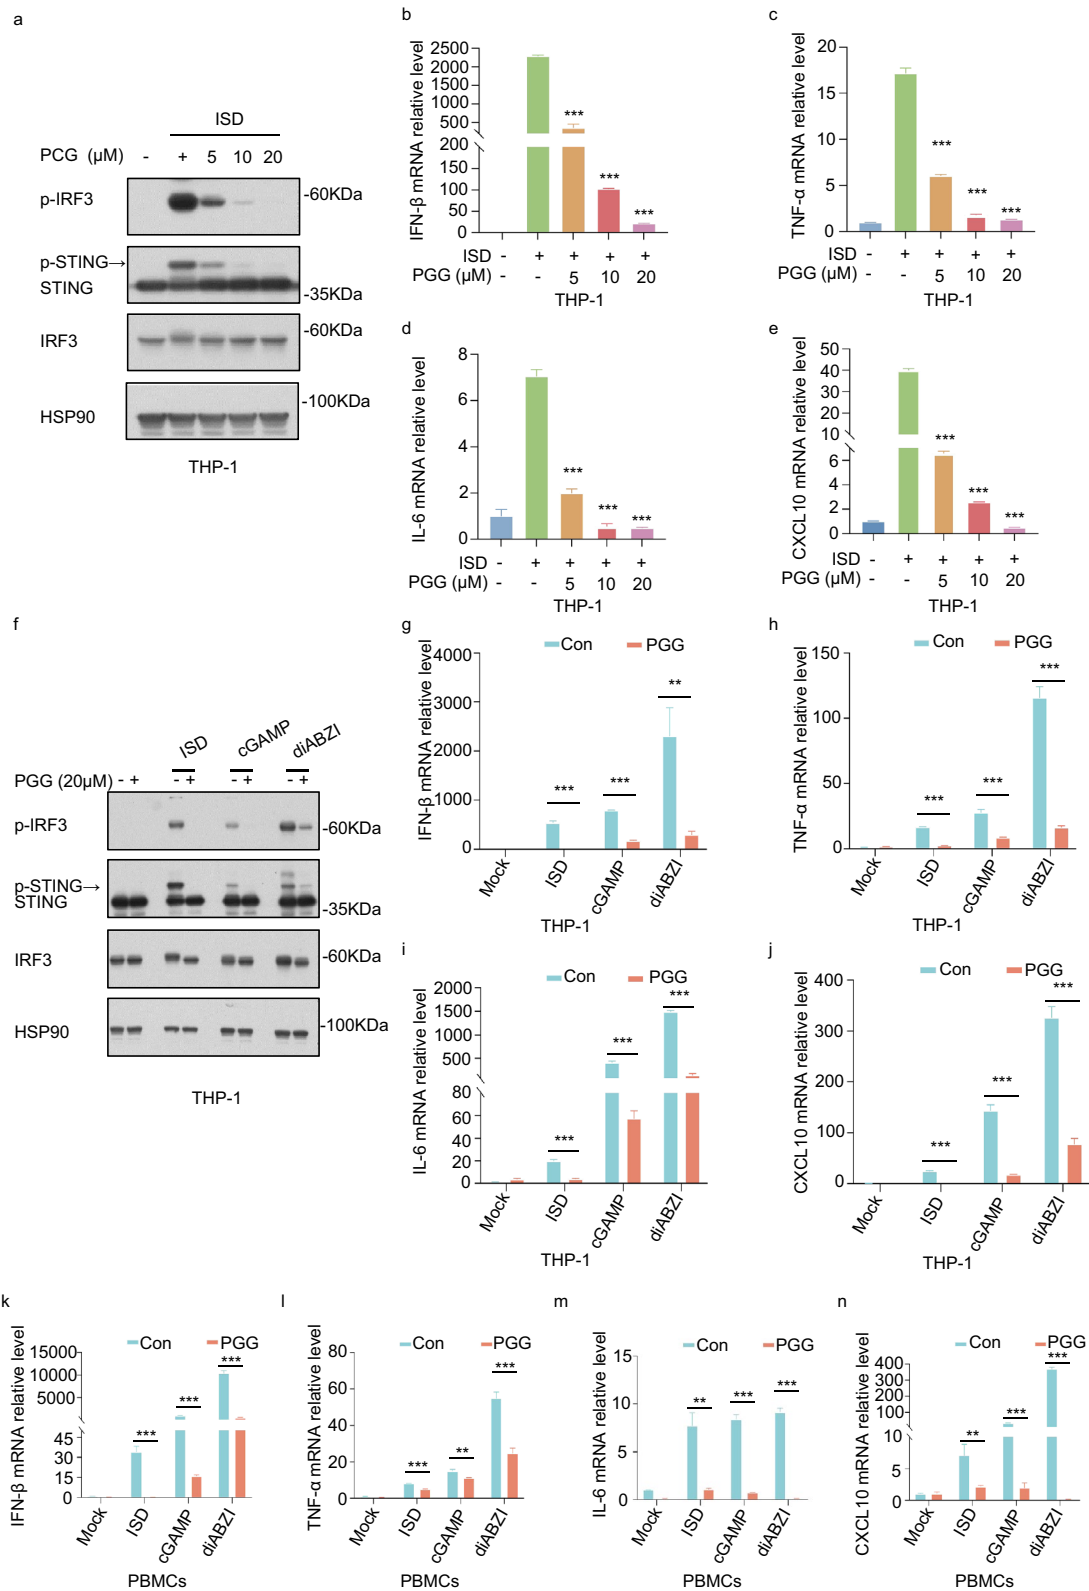 a
ISD
PCG (μM) - + 5 10 20
p-IRF3
-60KDa
p-STING→
STING
-35KDa
IRF3
-60KDa
HSP90
-100KDa
THP-1
b
IFN-β mRNA relative level
2500
2000
1500
1000
500
200
150
100
50
0
***
***
***
ISD - + + + +
PGG (μM) - - 5 10 20
THP-1
c
TNF-α mRNA relative level
20
15
10
5
0
***
***
***
ISD - + + + +
PGG (μM) - - 5 10 20
THP-1
d
IL-6 mRNA relative level
8
6
4
2
0
***
***
***
ISD - + + + +
PGG (μM) - - 5 10 20
THP-1
e
CXCL10 mRNA relative level
50
40
30
20
10
6
4
2
0
***
***
***
ISD - + + + +
PGG (μM) - - 5 10 20
THP-1
f
ISD cGAMP diABZI
PGG (20μM) - + - + - + - +
p-IRF3
-60KDa
p-STING→
STING
-35KDa
IRF3
-60KDa
HSP90
-100KDa
THP-1
g
Con PGG
IFN-β mRNA relative level
4000
3000
2000
1000
0
***
***
**
Mock ISD cGAMP diABZI
THP-1
h
Con PGG
TNF-α mRNA relative level
150
100
50
0
***
***
***
Mock ISD cGAMP diABZI
THP-1
i
Con PGG
IL-6 mRNA relative level
2000
1500
1000
500
80
60
40
20
0
***
***
***
Mock ISD cGAMP diABZI
THP-1
j
Con PGG
CXCL10 mRNA relative level
400
300
200
100
0
***
***
***
Mock ISD cGAMP diABZI
THP-1
k
Con PGG
IFN-β mRNA relative level
15000
10000
5000
45
30
15
0
***
***
***
Mock ISD cGAMP diABZI
PBMCs
l
Con PGG
TNF-α mRNA relative level
80
60
40
20
0
***
**
***
Mock ISD cGAMP diABZI
PBMCs
m
Con PGG
IL-6 mRNA relative level
15
10
5
0
**
***
***
Mock ISD cGAMP diABZI
PBMCs
n
Con PGG
CXCL10 mRNA relative level
400
300
200
100
10
5
0
**
***
***
Mock ISD cGAMP diABZI
PBMCs